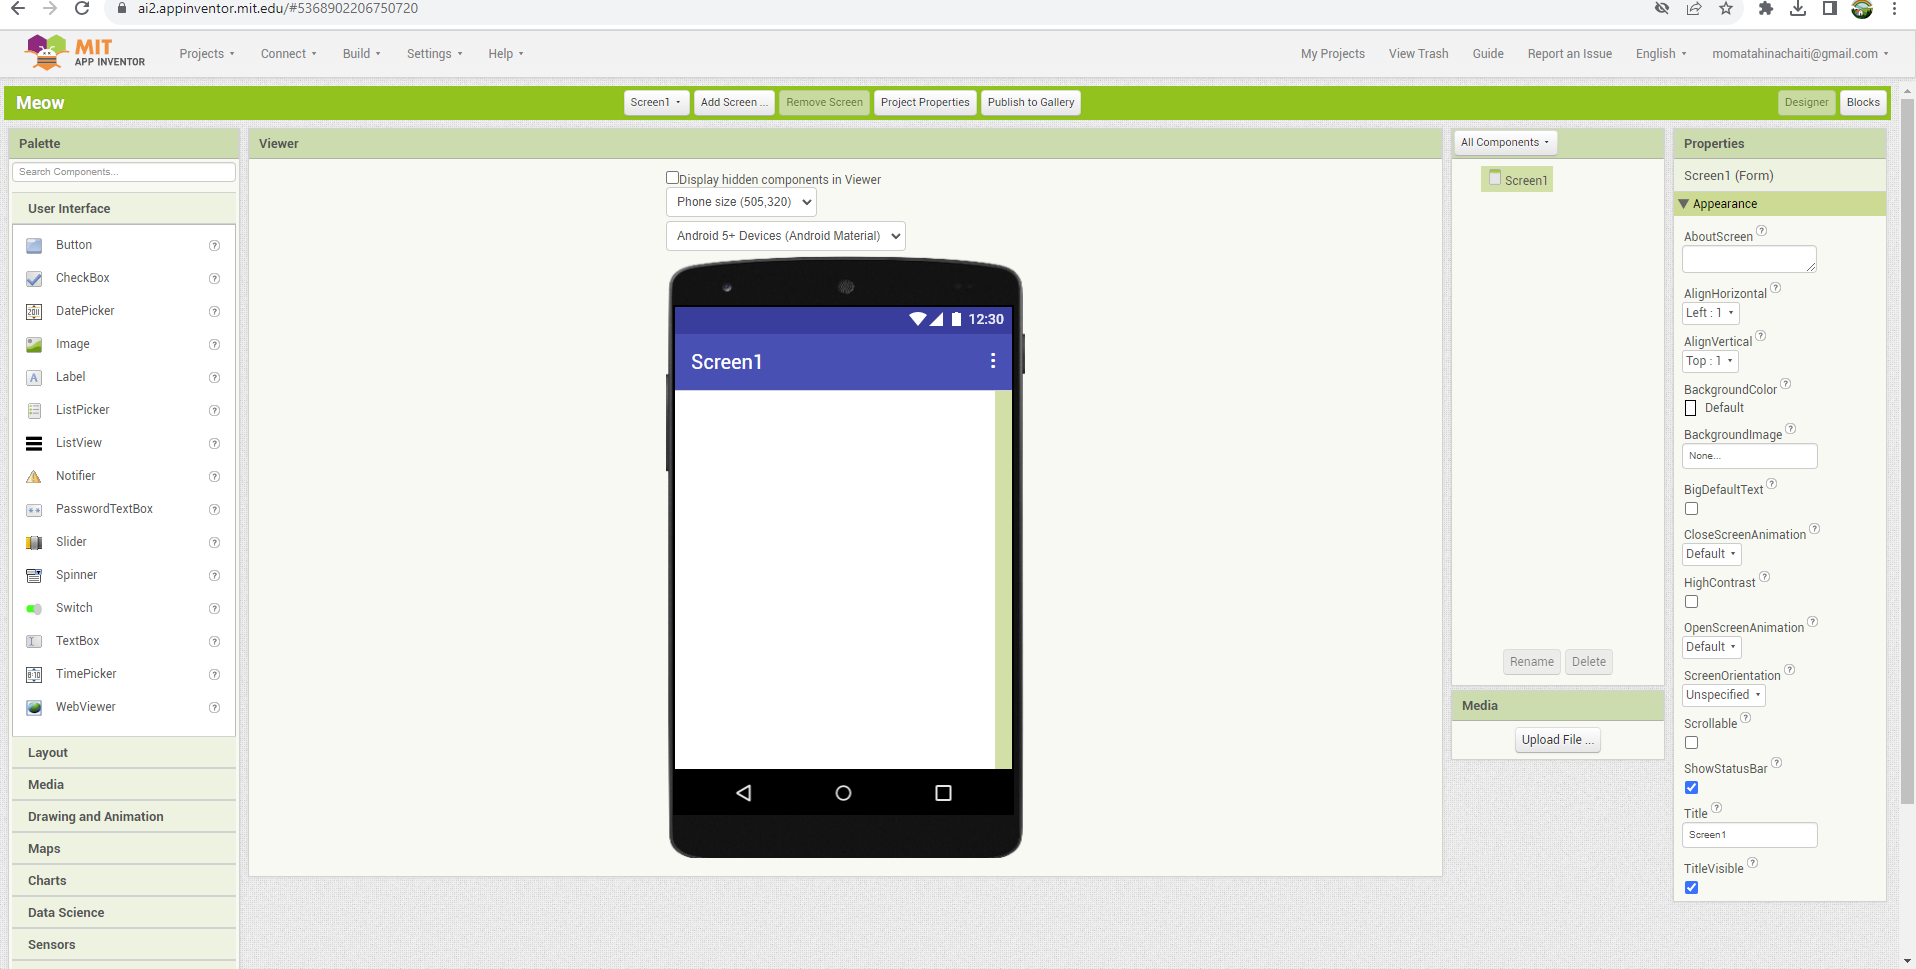 ai2.appinventor.mit.edu/#5368902206750720
MIT
APP INVENTOR
Projects Connect Build Settings Help My Projects View Trash Guide Report an Issue English momatahinachaiti@gmail.com
Meow Screen1 Add Screen ... Remove Screen Project Properties Publish to Gallery Designer Blocks
Palette
Search Components...
User Interface
Button ?
CheckBox ?
DatePicker ?
Image ?
Label ?
ListPicker ?
ListView ?
Notifier ?
PasswordTextBox ?
Slider ?
Spinner ?
Switch ?
TextBox ?
TimePicker ?
WebViewer ?
Layout
Media
Drawing and Animation
Maps
Charts
Data Science
Sensors
Viewer
Display hidden components in Viewer
Phone size (505,320)
Android 5+ Devices (Android Material)
12:30
Screen1
All Components
Screen1
Rename Delete
Media
Upload File ...
Properties
Screen1 (Form)
Appearance
AboutScreen ?
AlignHorizontal ?
Left : 1
AlignVertical ?
Top : 1
BackgroundColor ?
Default
BackgroundImage ?
None...
BigDefaultText ?
CloseScreenAnimation ?
Default
HighContrast ?
OpenScreenAnimation ?
Default
ScreenOrientation ?
Unspecified
Scrollable ?
ShowStatusBar ?
Title ?
Screen1
TitleVisible ?